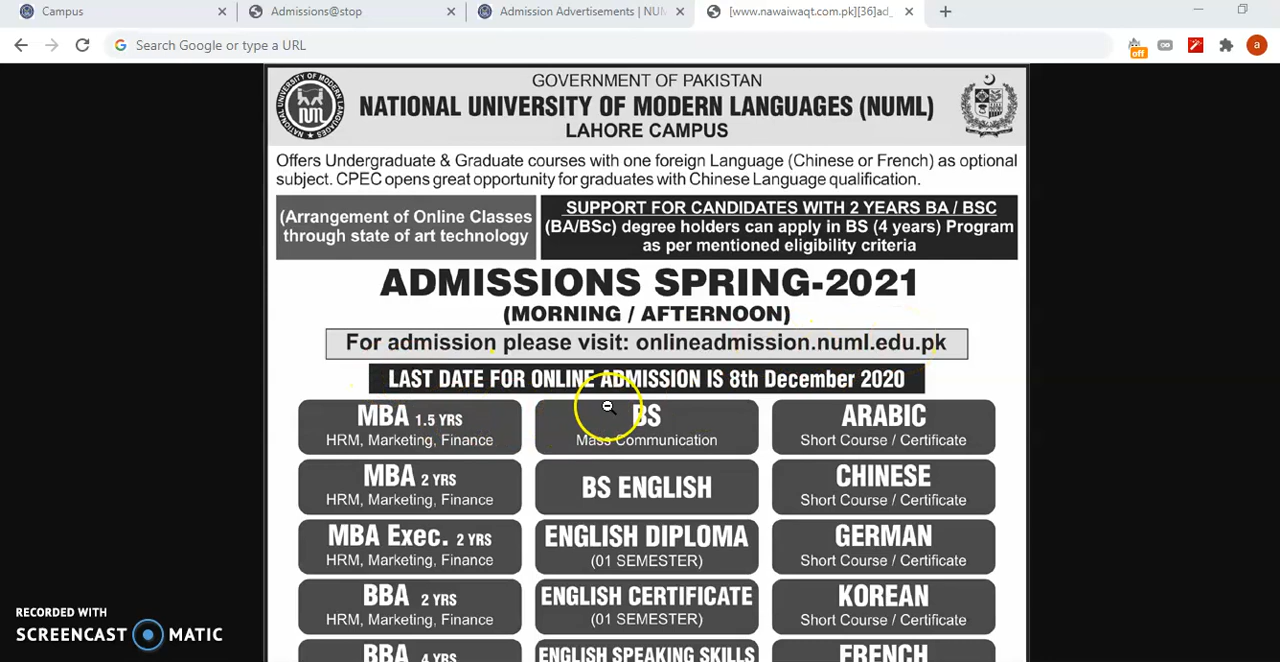 Campus
Admissions@stop
Admission Advertisements | NUM
[www.nawaiwaqt.com.pk][36]ad_
Search Google or type a URL
off
a
GOVERNMENT OF PAKISTAN
NATIONAL UNIVERSITY OF MODERN LANGUAGES (NUML)
LAHORE CAMPUS
Offers Undergraduate & Graduate courses with one foreign Language (Chinese or French) as optional
subject. CPEC opens great opportunity for graduates with Chinese Language qualification.
(Arrangement of Online Classes
through state of art technology
SUPPORT FOR CANDIDATES WITH 2 YEARS BA / BSC
(BA/BSc) degree holders can apply in BS (4 years) Program
as per mentioned eligibility criteria
ADMISSIONS SPRING-2021
(MORNING / AFTERNOON)
For admission please visit: onlineadmission.numl.edu.pk
LAST DATE FOR ONLINE ADMISSION IS 8th December 2020
MBA 1.5 YRS
HRM, Marketing, Finance
BS
Mass Communication
ARABIC
Short Course / Certificate
MBA 2 YRS
HRM, Marketing, Finance
BS ENGLISH
CHINESE
Short Course / Certificate
MBA Exec. 2 YRS
HRM, Marketing, Finance
ENGLISH DIPLOMA
(01 SEMESTER)
GERMAN
Short Course / Certificate
BBA 2 YRS
HRM, Marketing, Finance
ENGLISH CERTIFICATE
(01 SEMESTER)
KOREAN
Short Course / Certificate
BBA 4 YRS
ENGLISH SPEAKING SKILLS
FRENCH
RECORDED WITH
SCREENCAST MATIC